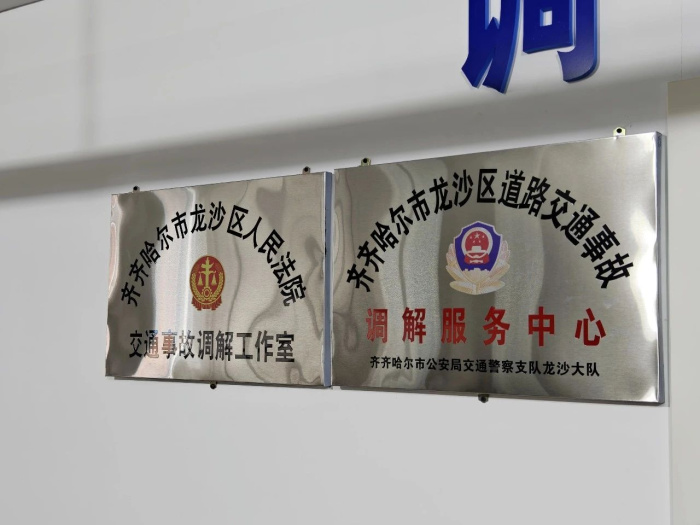 调
齐齐哈尔市龙沙区人民法院
交通事故调解工作室
齐齐哈尔市龙沙区道路交通事故
调解服务中心
齐齐哈尔市公安局交通警察支队龙沙大队